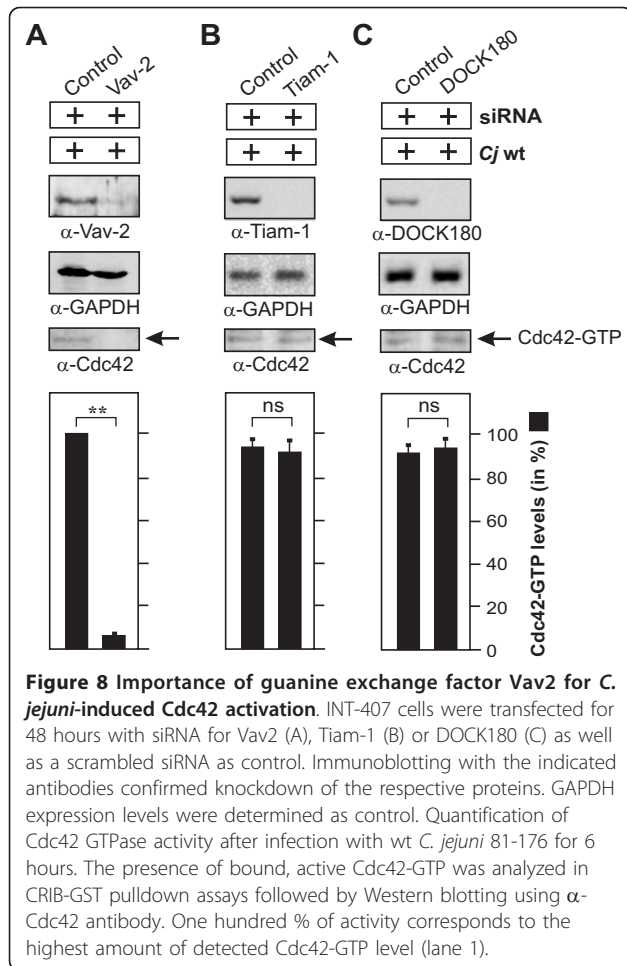 A B C
Control Vav-2 Control Tiam-1 Control DOCK180
+ + + + + + siRNA
+ + + + + + Cj wt
α-Vav-2 α-Tiam-1 α-DOCK180
α-GAPDH α-GAPDH α-GAPDH
Cdc42-GTP
α-Cdc42 α-Cdc42 α-Cdc42
** ns ns
100
80
60
40
20
0
Cdc42-GTP levels (in %)
Figure 8 Importance of guanine exchange factor Vav2 for C.
jejuni-induced Cdc42 activation. INT-407 cells were transfected for
48 hours with siRNA for Vav2 (A), Tiam-1 (B) or DOCK180 (C) as well
as a scrambled siRNA as control. Immunoblotting with the indicated
antibodies confirmed knockdown of the respective proteins. GAPDH
expression levels were determined as control. Quantification of
Cdc42 GTPase activity after infection with wt C. jejuni 81-176 for 6
hours. The presence of bound, active Cdc42-GTP was analyzed in
CRIB-GST pulldown assays followed by Western blotting using α-
Cdc42 antibody. One hundred % of activity corresponds to the
highest amount of detected Cdc42-GTP level (lane 1).